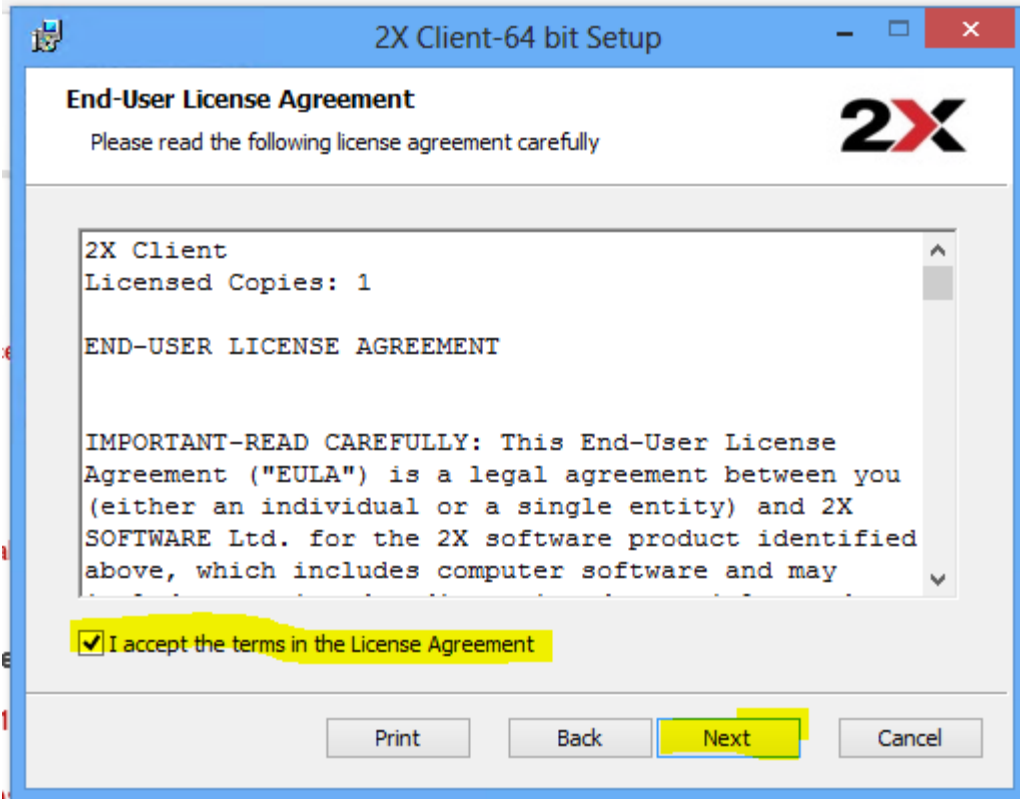 2X Client-64 bit Setup
End-User License Agreement
Please read the following license agreement carefully
2X
2X Client
Licensed Copies: 1
END-USER LICENSE AGREEMENT
IMPORTANT-READ CAREFULLY: This End-User License
Agreement ("EULA") is a legal agreement between you
(either an individual or a single entity) and 2X
SOFTWARE Ltd. for the 2X software product identified
above, which includes computer software and may
I accept the terms in the License Agreement
Print
Back
Next
Cancel